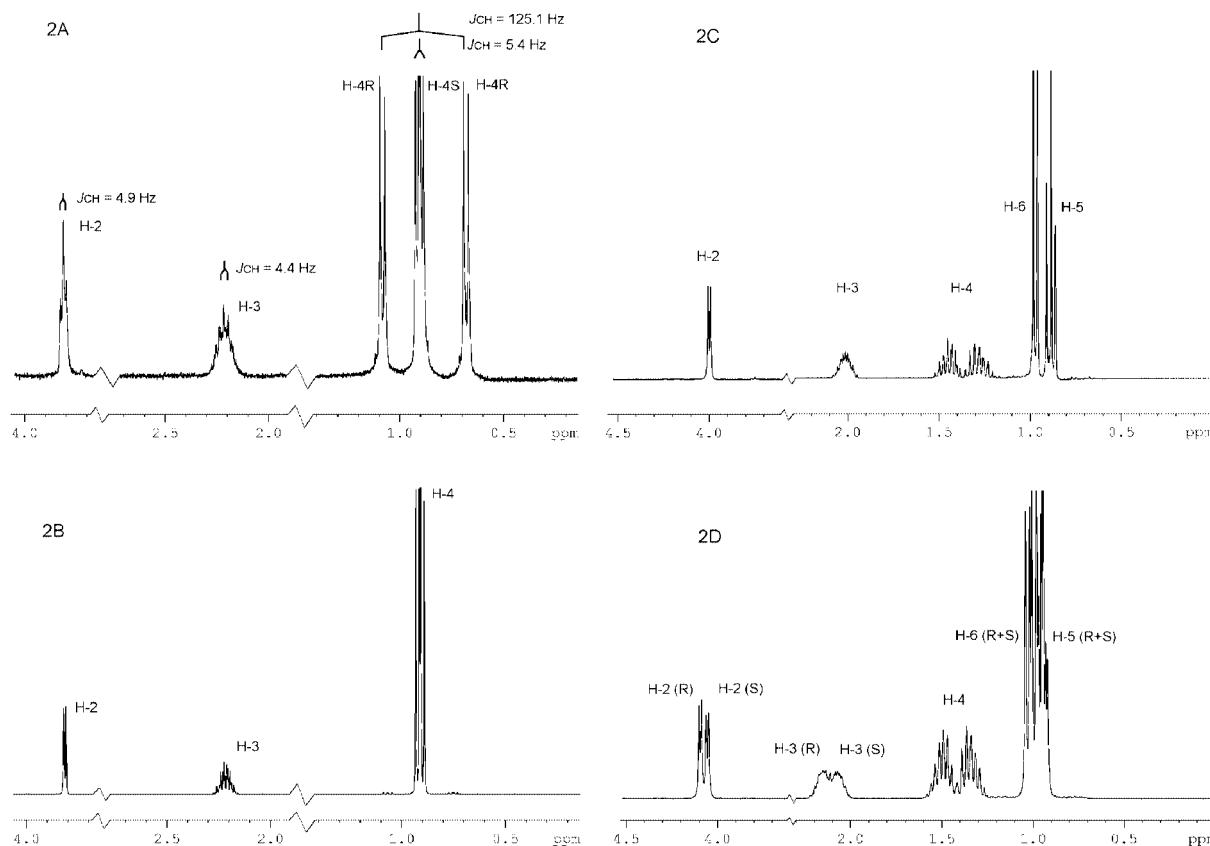 2A
JCH = 125.1 Hz
JCH = 5.4 Hz
H-4R
H-4S
H-4R
JCH = 4.9 Hz
H-2
JCH = 4.4 Hz
H-3
4.0 2.5 2.0 1.0 0.5 ppm
2C
H-6
H-5
H-2
H-3
H-4
4.5 4.0 2.0 1.5 1.0 0.5 ppm
2B
H-4
H-2
H-3
4.0 2.5 2.0 1.0 0.5 ppm
2D
H-6 (R+S)
H-5 (R+S)
H-2 (R)
H-2 (S)
H-4
H-3 (R)
H-3 (S)
4.5 4.0 2.0 1.5 1.0 0.5 ppm